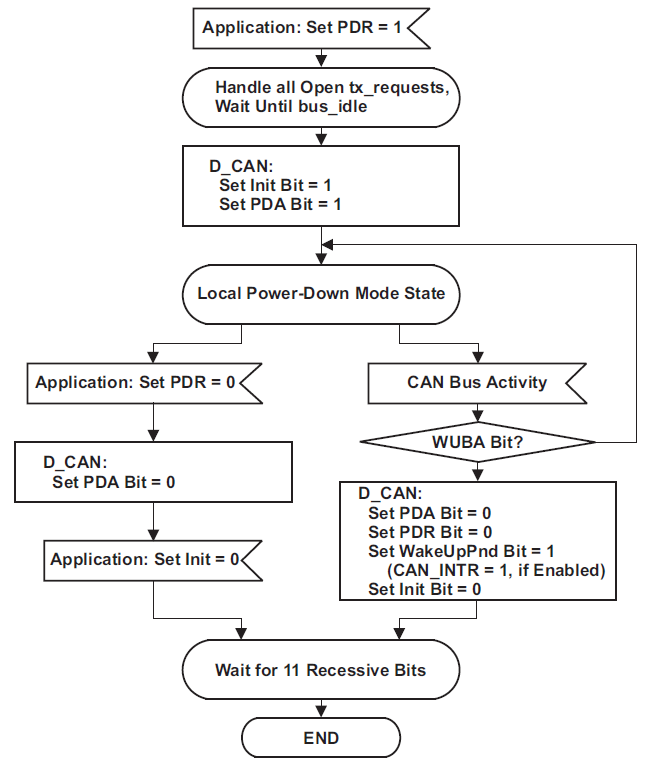 Application: Set PDR = 1
Handle all Open tx_requests,
Wait Until bus_idle
D_CAN:
Set Init Bit = 1
Set PDA Bit = 1
Local Power-Down Mode State
Application: Set PDR = 0
D_CAN:
Set PDA Bit = 0
Application: Set Init = 0
CAN Bus Activity
WUBA Bit?
D_CAN:
Set PDA Bit = 0
Set PDR Bit = 0
Set WakeUpPnd Bit = 1
(CAN_INTR = 1, if Enabled)
Set Init Bit = 0
Wait for 11 Recessive Bits
END